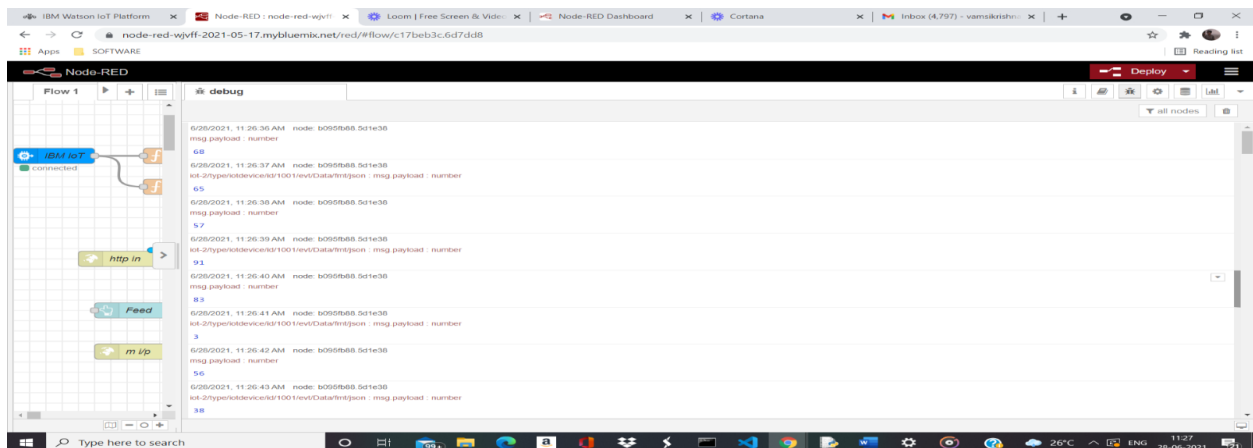 IBM Watson IoT Platform
Node-RED : node-red-wjvff
Loom | Free Screen & Video
Node-RED Dashboard
Cortana
Inbox (4,797) - vamsikrishna
node-red-wjvff-2021-05-17.mybluemix.net/red/#flow/c17beb3c.6d7dd8
Apps
SOFTWARE
Reading list
Node-RED
Deploy
Flow 1
debug
all nodes
6/28/2021, 11:26:36 AM node: b095fb88.5d1e38
msg.payload : number
68
6/28/2021, 11:26:37 AM node: b095fb88.5d1e38
iot-2/type/iotdevice/id/1001/evt/Data/fmt/json : msg.payload : number
65
6/28/2021, 11:26:38 AM node: b095fb88.5d1e38
msg.payload : number
57
6/28/2021, 11:26:39 AM node: b095fb88.5d1e38
iot-2/type/iotdevice/id/1001/evt/Data/fmt/json : msg.payload : number
91
6/28/2021, 11:26:40 AM node: b095fb88.5d1e38
msg.payload : number
83
6/28/2021, 11:26:41 AM node: b095fb88.5d1e38
iot-2/type/iotdevice/id/1001/evt/Data/fmt/json : msg.payload : number
3
6/28/2021, 11:26:42 AM node: b095fb88.5d1e38
msg.payload : number
56
6/28/2021, 11:26:43 AM node: b095fb88.5d1e38
iot-2/type/iotdevice/id/1001/evt/Data/fmt/json : msg.payload : number
38
IBM IoT
connected
http in
Feed
m i/p
Type here to search
99+
26°C
ENG
11:27
28-06-2021
21